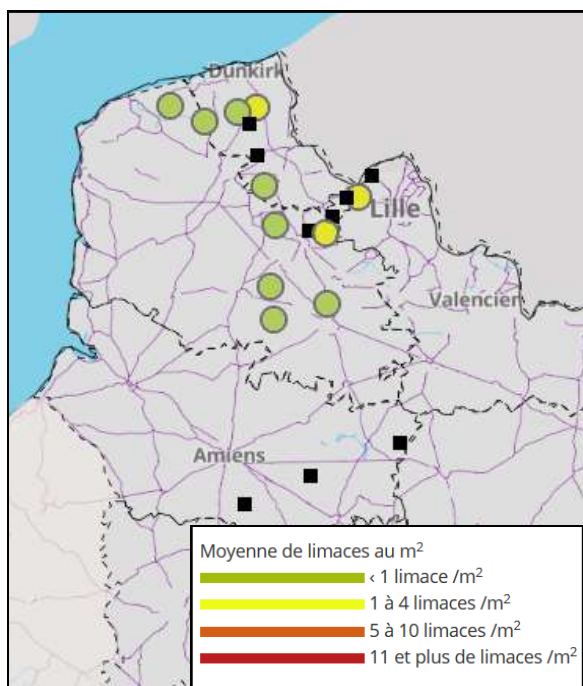 Dunkirk
Lille
Valencien
Amiens
Moyenne de limaces au m²
‹ 1 limace /m²
1 à 4 limaces /m²
5 à 10 limaces /m²
11 et plus de limaces /m²